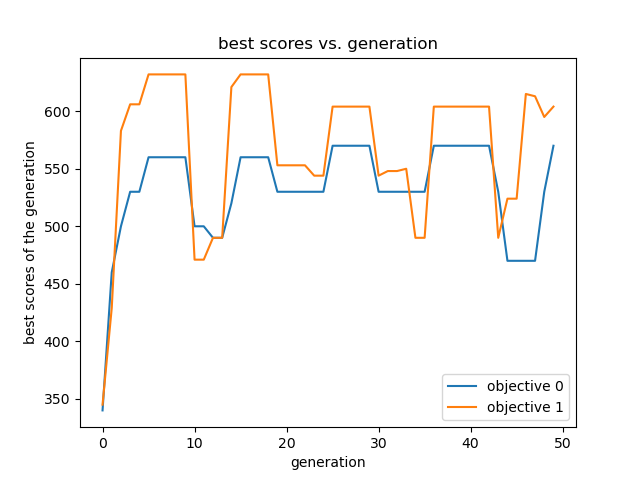 best scores vs. generation
best scores of the generation
600
550
500
450
400
350
0 10 20 30 40 50
generation
objective 0
objective 1